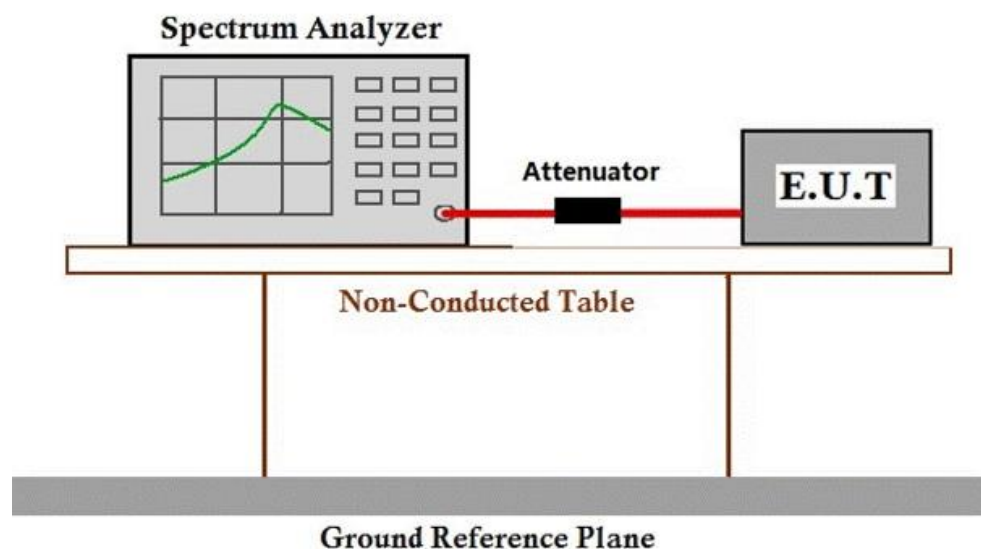 Spectrum Analyzer
Attenuator
E.U.T
Non-Conducted Table
Ground Reference Plane